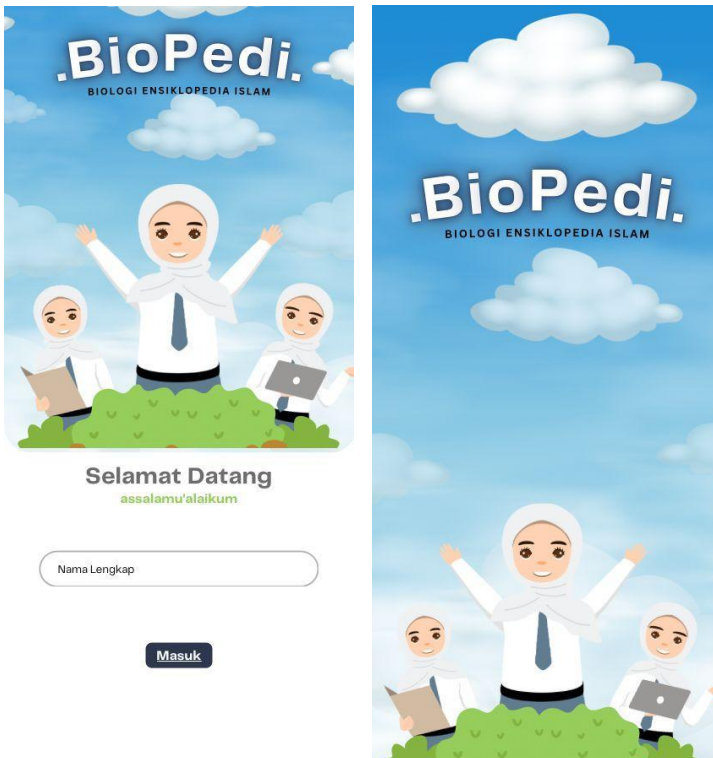 .BioPedi.
BIOLOGI ENSIKLOPEDIA ISLAM
Selamat Datang
assalamu'alaikum
Nama Lengkap
Masuk
.BioPedi.
BIOLOGI ENSIKLOPEDIA ISLAM